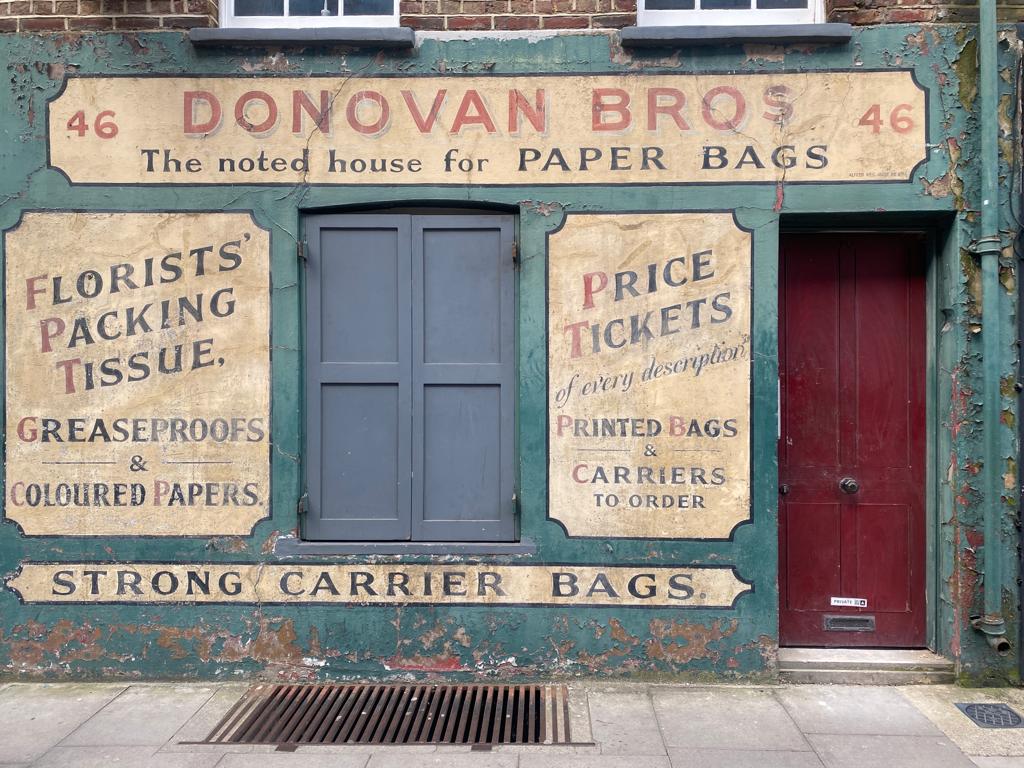 46 DONOVAN BROS 46
The noted house for PAPER BAGS
FLORISTS'
PACKING
TISSUE,
GREASEPROOFS
&
COLOURED PAPERS.
PRICE
TICKETS
of every description
PRINTED BAGS
&
CARRIERS
TO ORDER
STRONG CARRIER BAGS.
PRIVATE